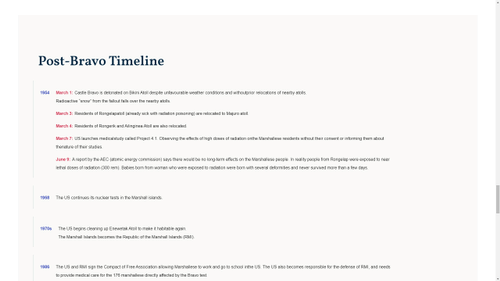 Post-Bravo Timeline
1954 March 1: Castle Bravo is detonated on Bikini Atoll despite unfavourable weather conditions and without prior relocations of nearby atolls.
Radioactive "snow" from the fallout falls over the nearby atolls.
March 3: Residents of Rongelap atoll (already sick with radiation poisoning) are relocated to Majuro atoll
March 4: Residents of Rongerik and Ailinginae Atoll are also relocated
March 7: US launches medical study called Project 4.1: Observing the effects of high doses of radiation on the Marshallese residents without their consent or informing them about
the nature of their studies.
A report by the AEC (atomic energy commission) says there would be no long-term effects on the Marshallese people. In reality people from Rongelap were exposed to near
lethal doses of radiation (300 rem). Babies born from women who were exposed to radiation were born with several deformities and never survived more than a few days.
The US continues its nuclear tests in the Marshall Islands.
1970s The US begins cleaning up Enewetak Atoll to make it habitable again.
The Marshall Islands becomes the Republic of the Marshall Islands (RMI)
1986 The US and RMI sign the Compact of Free Association allowing Marshallese to work and go to school in the US. The US also becomes responsible for the defense of RMI, and needs
to provide medical care for the 175 marshallese directly affected by the Bravo test